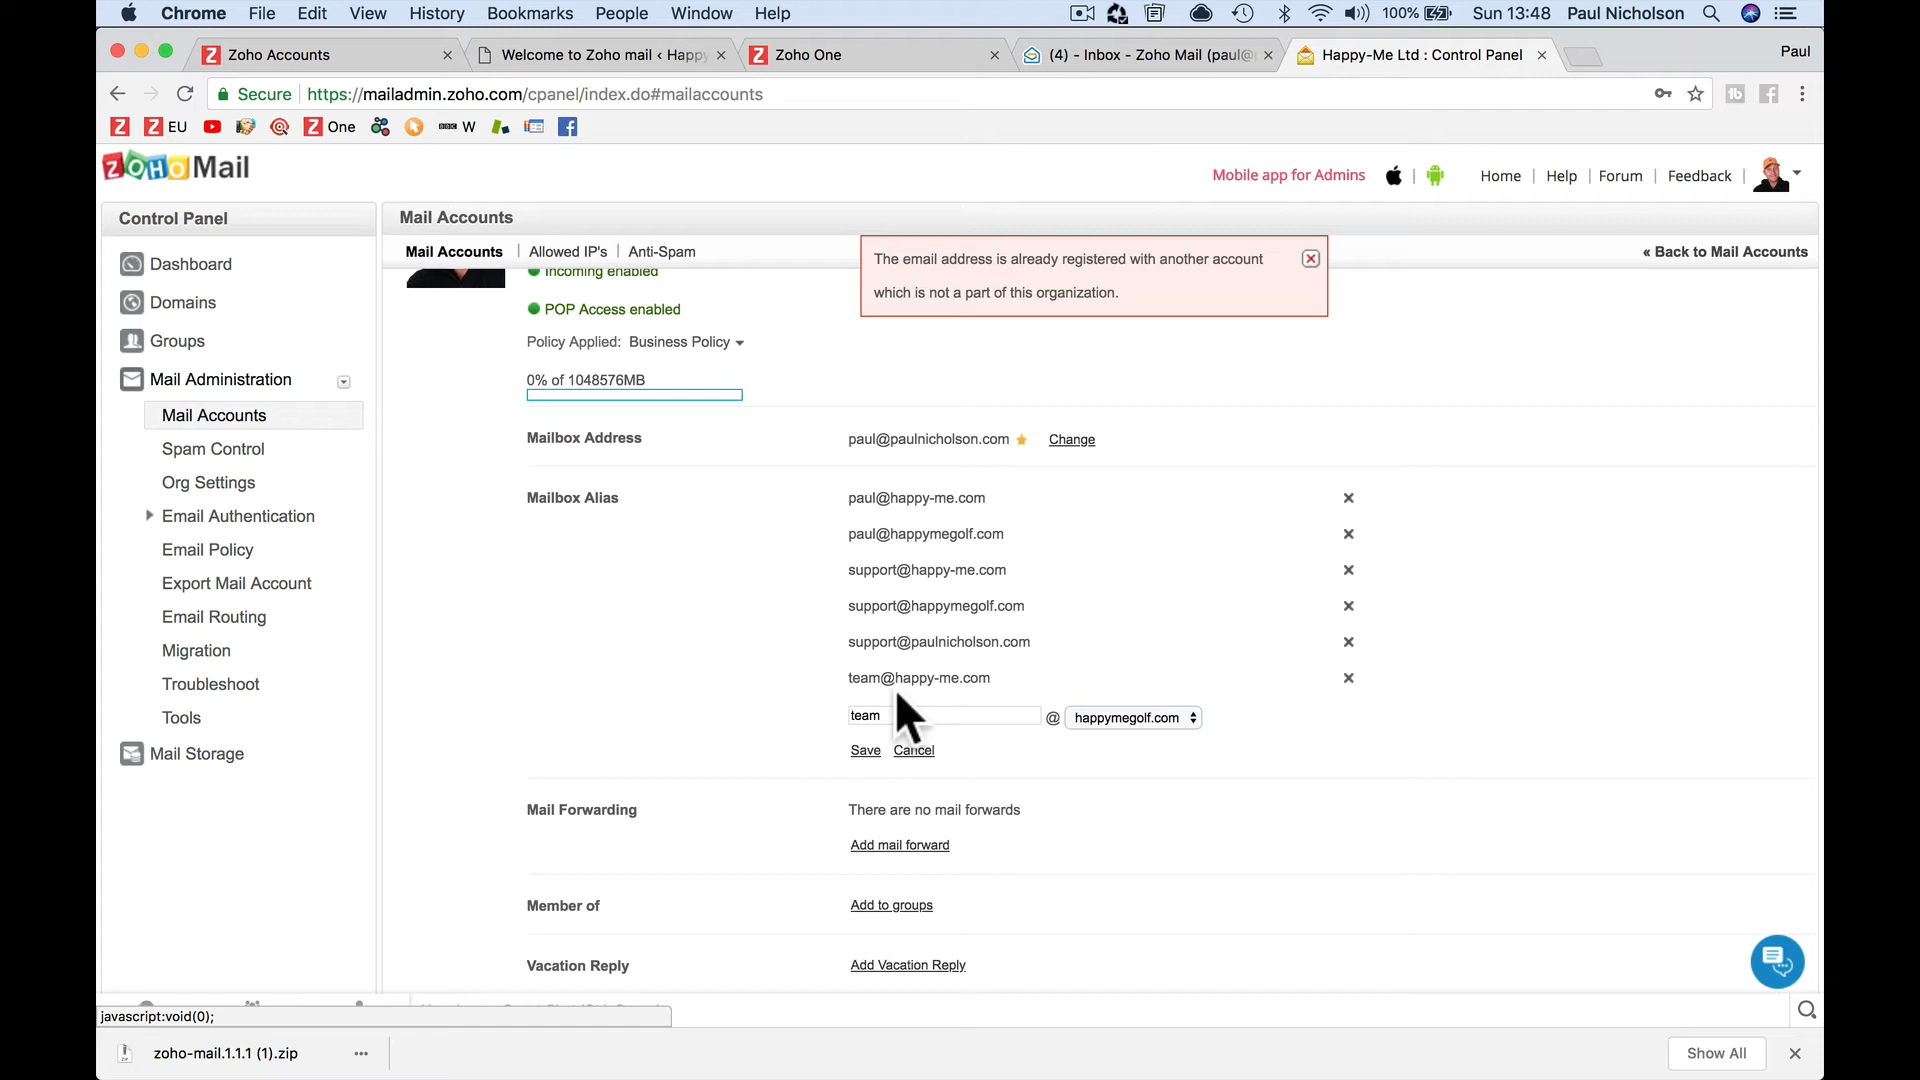 Chrome File Edit View History Bookmarks People Window Help 100% Sun 13:48 Paul Nicholson
Zoho Accounts Welcome to Zoho mail ‹ Happy Zoho One (4) - Inbox - Zoho Mail (paul@p Happy-Me Ltd : Control Panel Paul
Secure https://mailadmin.zoho.com/cpanel/index.do#mailaccounts
EU One BBC W
ZOHO Mail
Mobile app for Admins | Home | Help | Forum | Feedback |
Control Panel
Dashboard
Domains
Groups
Mail Administration
Mail Accounts
Spam Control
Org Settings
Email Authentication
Email Policy
Export Mail Account
Email Routing
Migration
Troubleshoot
Tools
Mail Storage
Mail Accounts
Mail Accounts | Allowed IP's | Anti-Spam
« Back to Mail Accounts
The email address is already registered with another account
which is not a part of this organization.
Incoming enabled
POP Access enabled
Policy Applied: Business Policy
0% of 1048576MB
Mailbox Address paul@paulnicholson.com Change
Mailbox Alias paul@happy-me.com
paul@happymegolf.com
support@happy-me.com
support@happymegolf.com
support@paulnicholson.com
team@happy-me.com
team @ happymegolf.com
Save Cancel
Mail Forwarding There are no mail forwards
Add mail forward
Member of Add to groups
Vacation Reply Add Vacation Reply
javascript:void(0);
zoho-mail.1.1.1 (1).zip
Show All